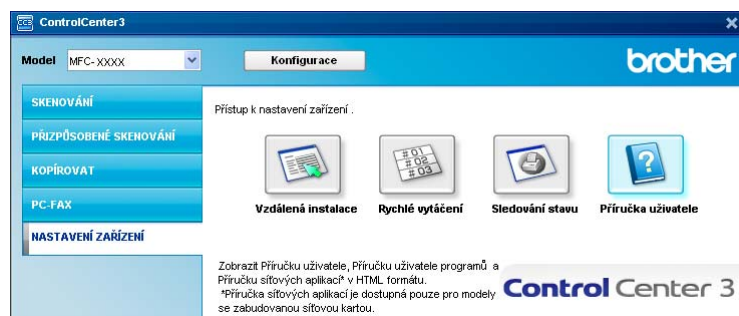 ControlCenter3
Model MFC-XXXX Konfigurace brother
SKENOVÁNÍ
PŘIZPŮSOBENÉ SKENOVÁNÍ
KOPÍROVAT
PC-FAX
NASTAVENÍ ZAŘÍZENÍ
Přístup k nastavení zařízení .
#01
#02
#03
Vzdálená instalace Rychlé vytáčení Sledování stavu Příručka uživatele
Zobrazit Příručku uživatele, Příručku uživatele programů a
Příručku síťových aplikací* v HTML formátu.
*Příručka síťových aplikací je dostupná pouze pro modely
se zabudovanou síťovou kartou.
Control Center 3